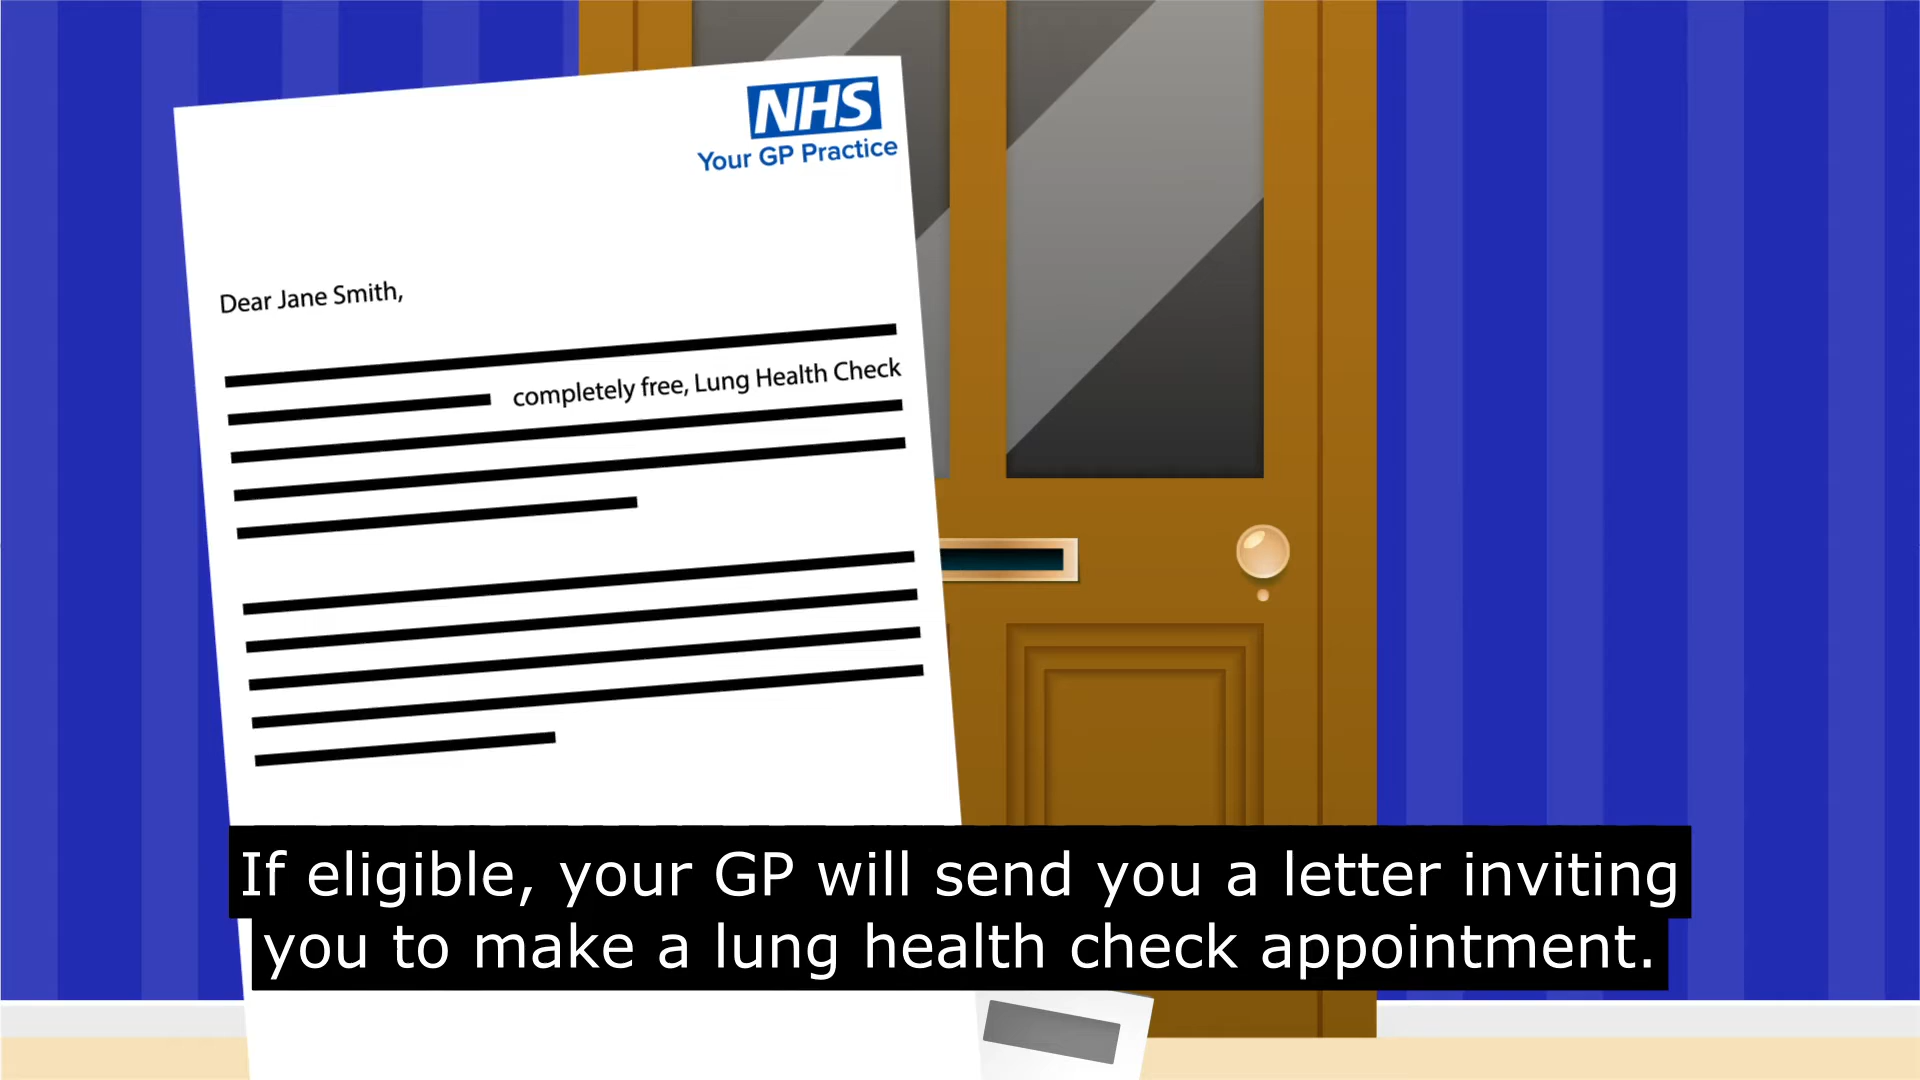 NHS
Your GP Practice
Dear Jane Smith,
completely free, Lung Health Check
If eligible, your GP will send you a letter inviting
you to make a lung health check appointment.